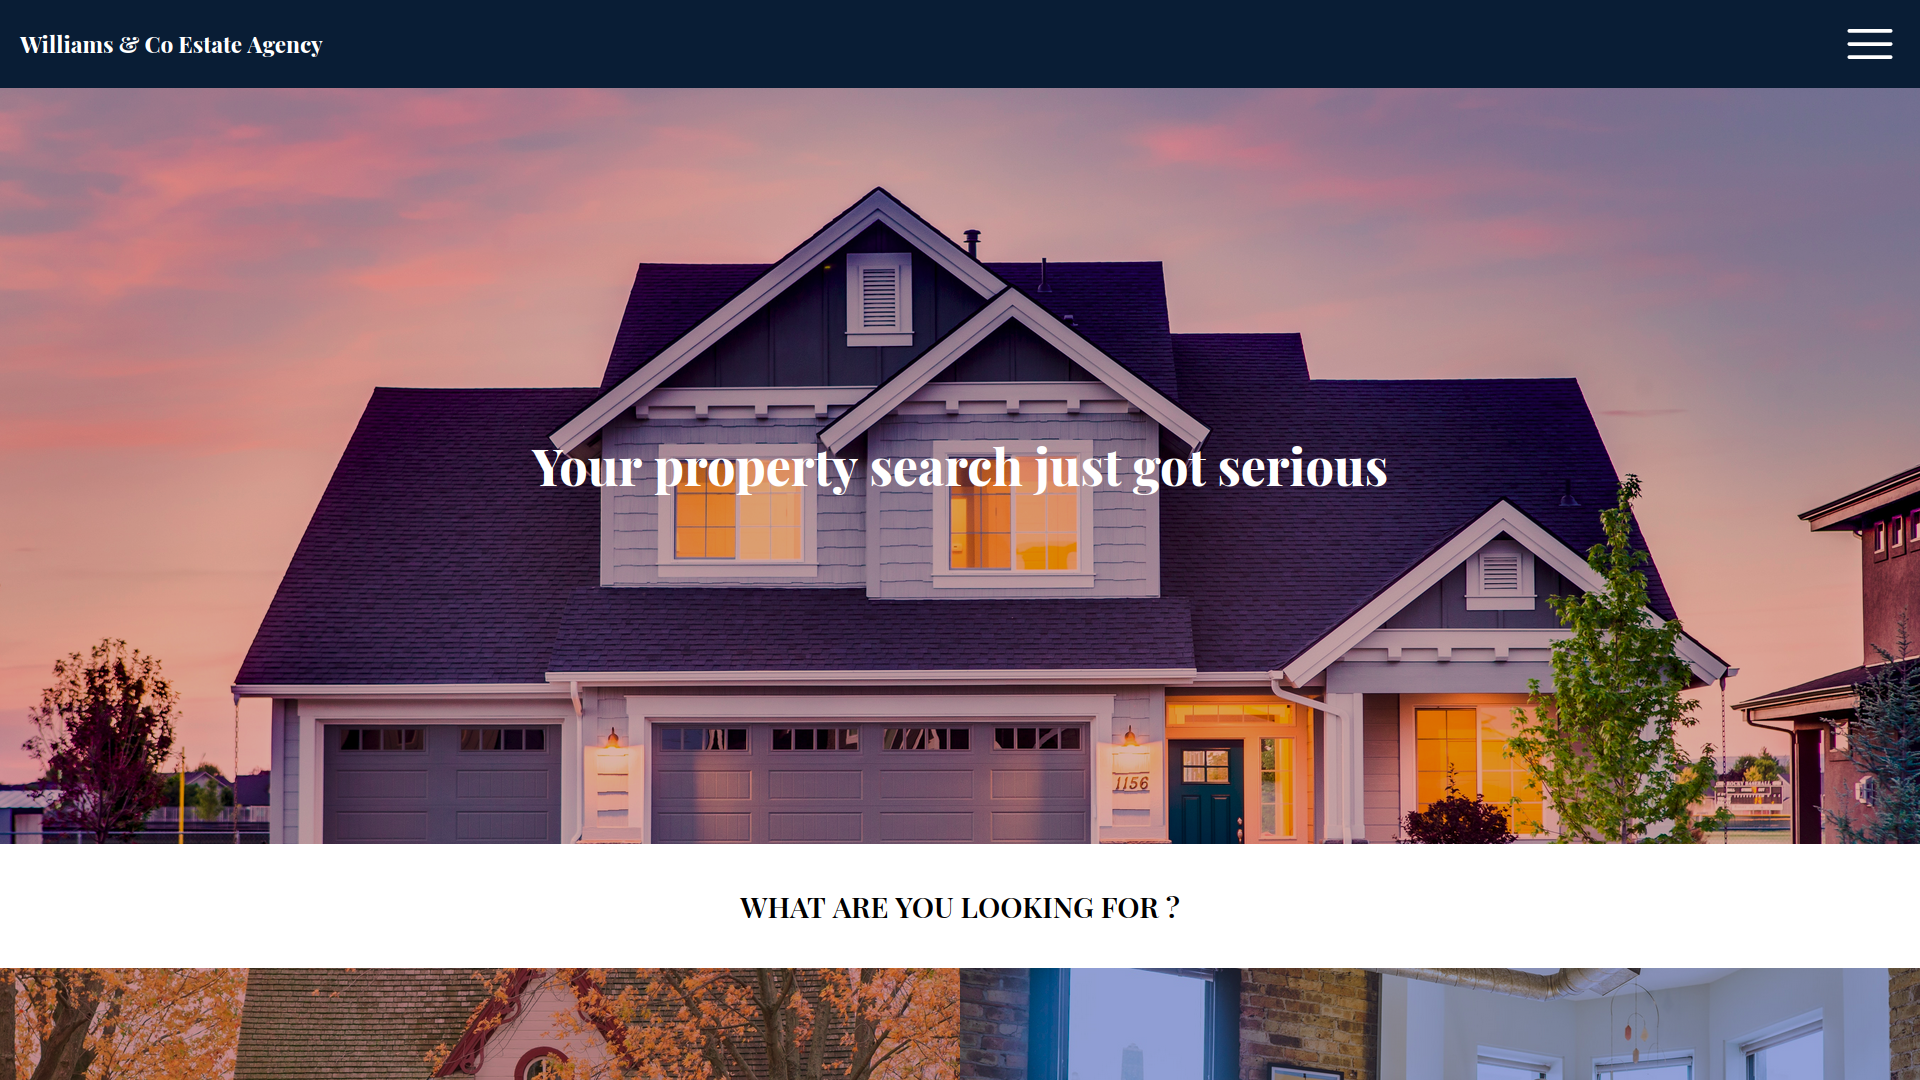 Williams & Co Estate Agency
Your property search just got serious
1156
WHAT ARE YOU LOOKING FOR ?